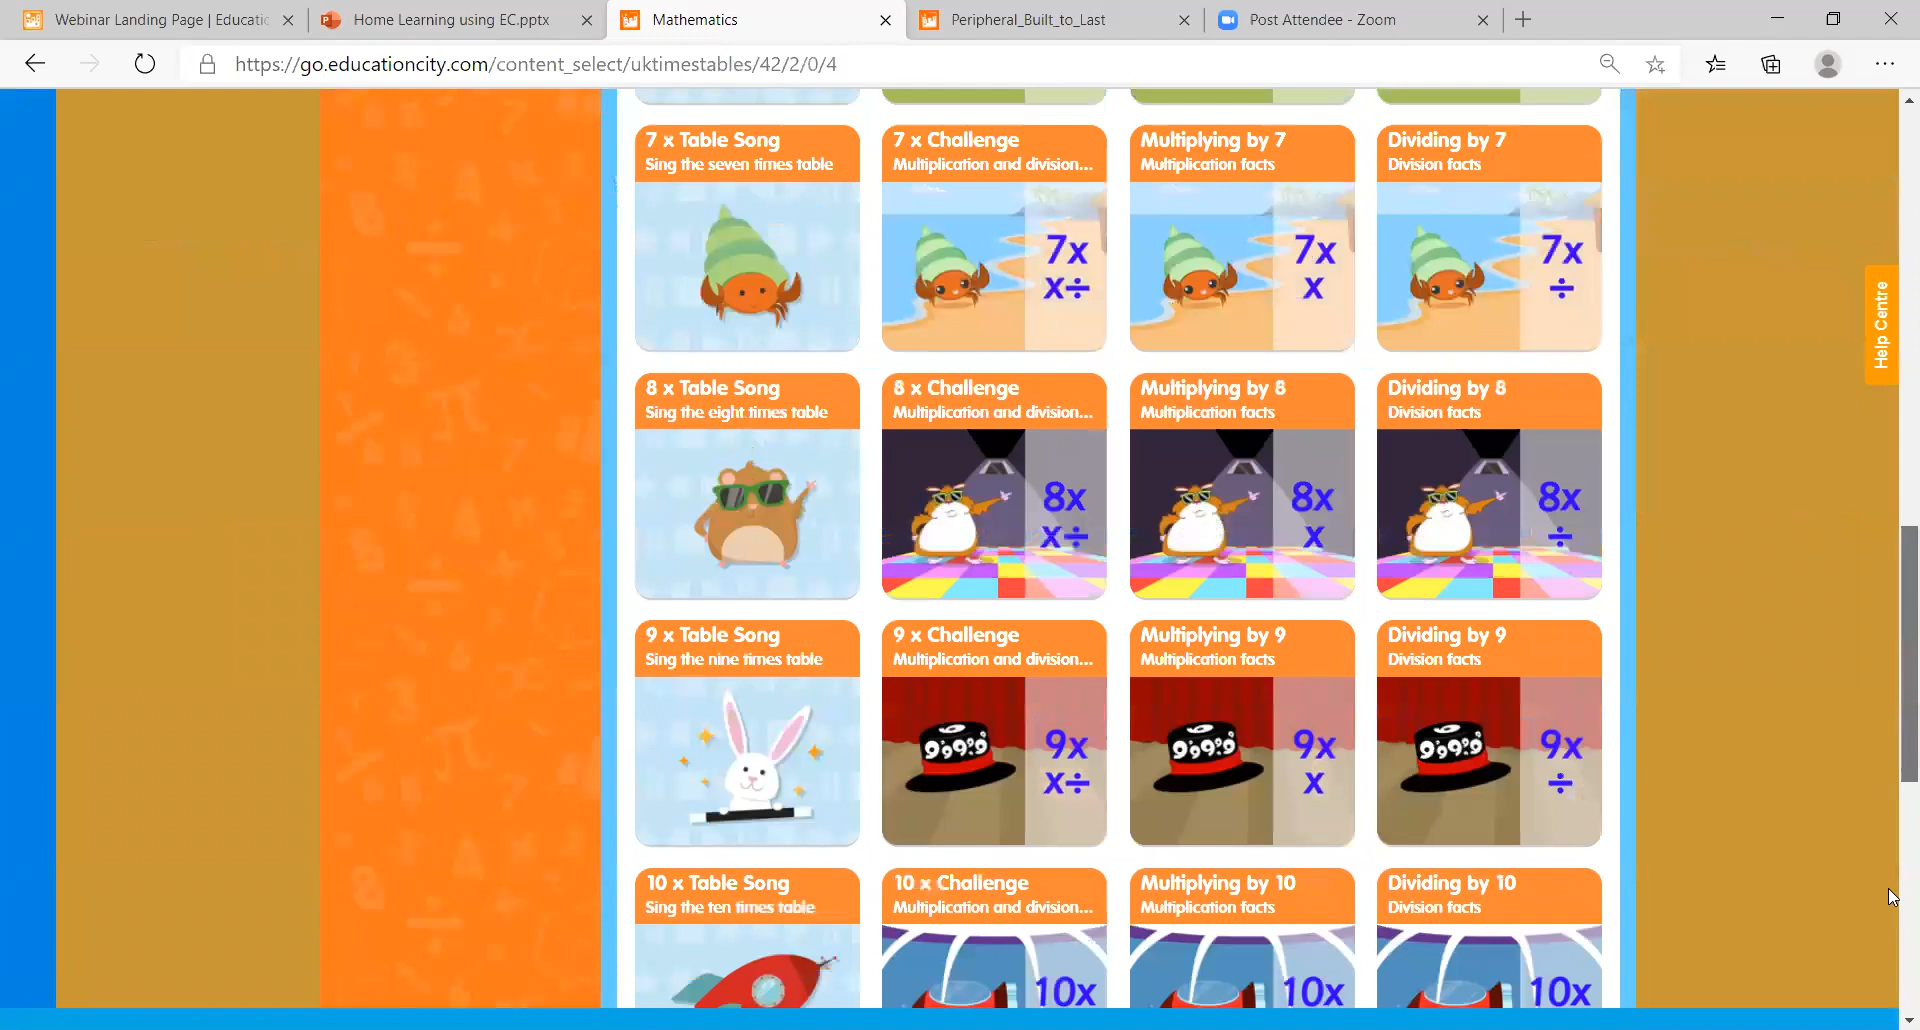 Webinar Landing Page | Educatic
Home Learning using EC.pptx
Mathematics
Peripheral_Built_to_Last
Post Attendee - Zoom
https://go.educationcity.com/content_select/uktimestables/42/2/0/4
7 x Table Song
Sing the seven times table
7 x Challenge
Multiplication and division...
7x
x÷
Multiplying by 7
Multiplication facts
7x
x
Dividing by 7
Division facts
7x
÷
8 x Table Song
Sing the eight times table
8 x Challenge
Multiplication and division...
8x
x÷
Multiplying by 8
Multiplication facts
8x
x
Dividing by 8
Division facts
8x
÷
9 x Table Song
Sing the nine times table
9 x Challenge
Multiplication and division...
9x
x÷
Multiplying by 9
Multiplication facts
9x
x
Dividing by 9
Division facts
9x
÷
10 x Table Song
Sing the ten times table
10 x Challenge
Multiplication and division...
10x
Multiplying by 10
Multiplication facts
10x
Dividing by 10
Division facts
10x
Help Centre